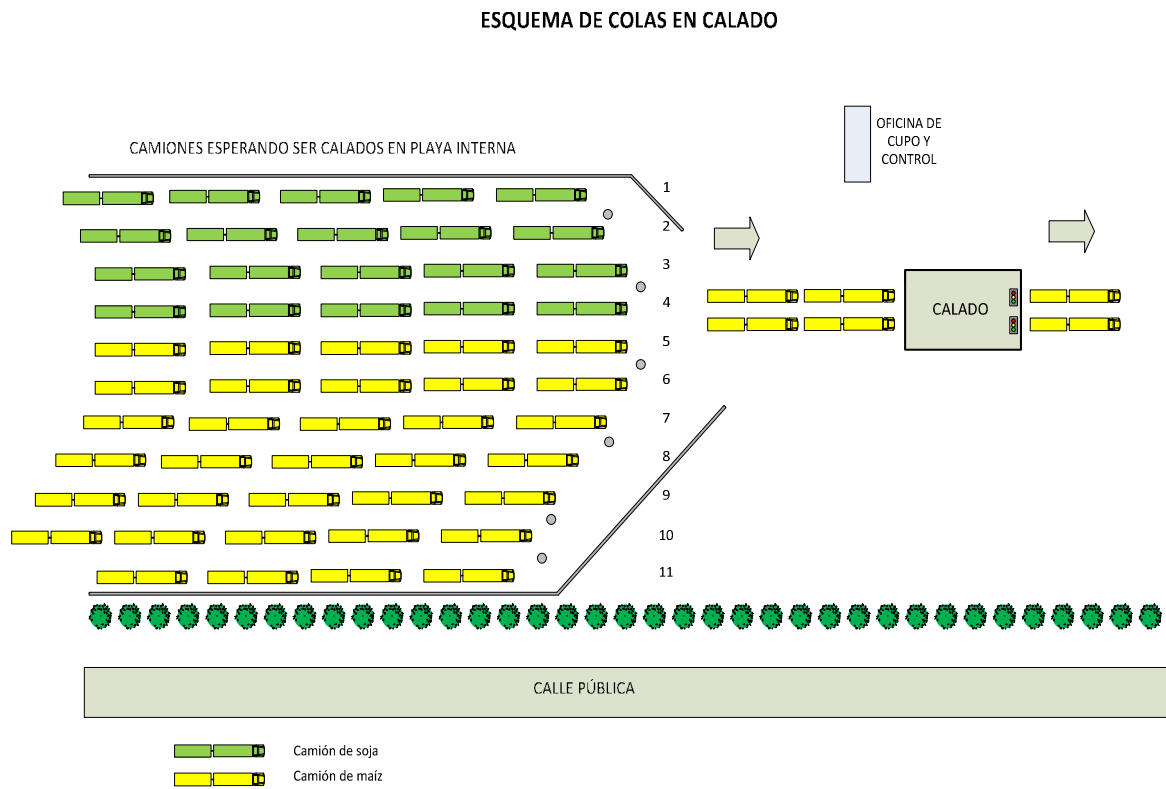 ESQUEMA DE COLAS EN CALADO
OFICINA DE
CUPO Y
CONTROL
CAMIONES ESPERANDO SER CALADOS EN PLAYA INTERNA
1
2
3
4
5
6
7
8
9
10
11
CALADO
CALLE PÚBLICA
Camión de soja
Camión de maíz